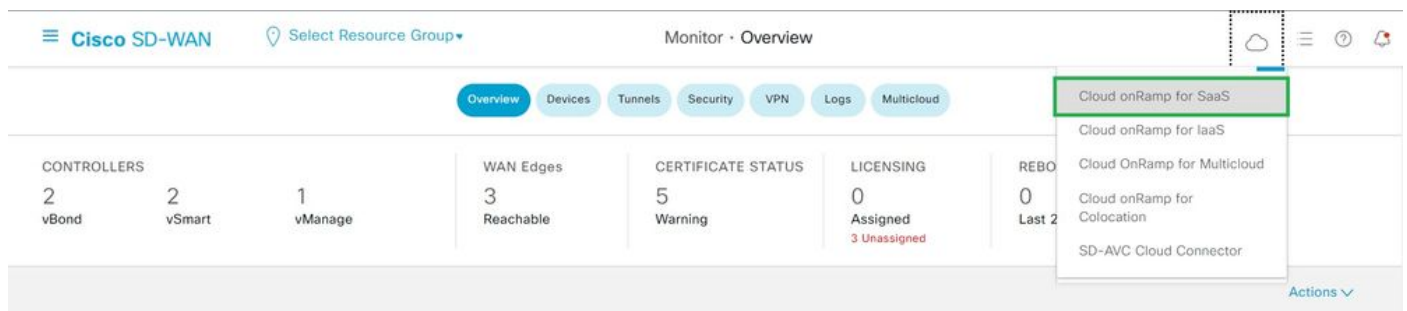 Cisco SD-WAN
Select Resource Group
Monitor · Overview
Overview Devices Tunnels Security VPN Logs Multicloud
Cloud onRamp for SaaS
Cloud onRamp for IaaS
Cloud OnRamp for Multicloud
Cloud onRamp for
Colocation
SD-AVC Cloud Connector
CONTROLLERS
2 2 1
vBond vSmart vManage
WAN Edges
3
Reachable
CERTIFICATE STATUS
5
Warning
LICENSING
0
Assigned
3 Unassigned
REBO
0
Last 2
Actions